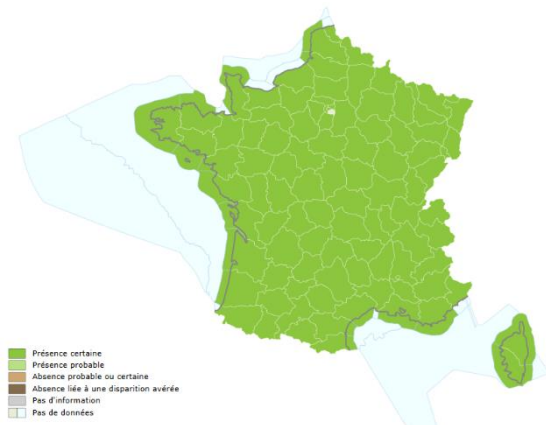 Présence certaine
Présence probable
Absence probable ou certaine
Absence liée à une disparition avérée
Pas d'information
Pas de données